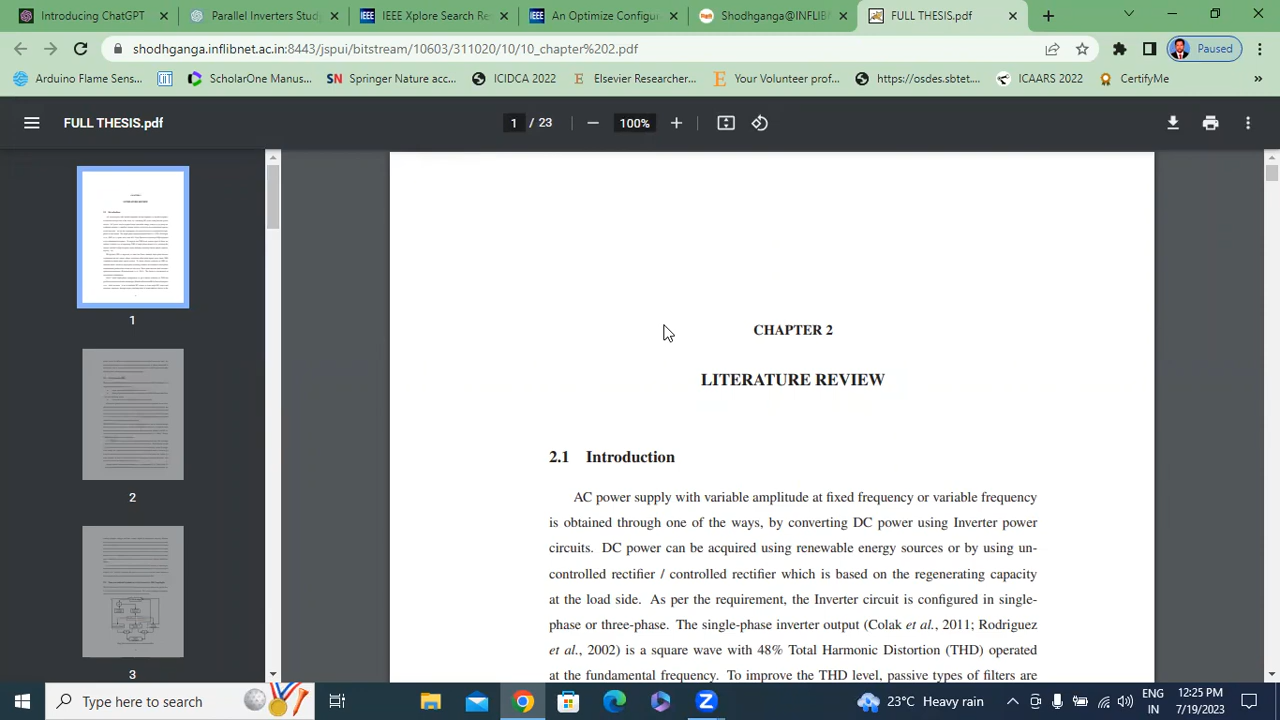 Introducing ChatGPT
Parallel Inverters Stud
IEEE Xplore Search Re
An Optimize Configur
Shodhganga@INFLIB
FULL THESIS.pdf
shodhganga.inflibnet.ac.in:8443/jspui/bitstream/10603/311020/10/10_chapter%202.pdf
Paused
Arduino Flame Sens...
ScholarOne Manus...
SN Springer Nature acc...
ICIDCA 2022
E Elsevier Researcher...
E Your Volunteer prof...
https://osdes.sbtet....
ICAARS 2022
CertifyMe
»
FULL THESIS.pdf
1 / 23
100%
1
2
3
CHAPTER 2
LITERATURE REVIEW
2.1 Introduction
AC power supply with variable amplitude at fixed frequency or variable frequency
is obtained through one of the ways, by converting DC power using Inverter power
circuits. DC power can be acquired using renewable energy sources or by using un-
controlled rectifier / controlled rectifier which is based on the regenerating capacity
at the load side. As per the requirement, the Inverter circuit is configured in single-
phase or three-phase. The single-phase inverter output (Colak et al., 2011; Rodriguez
et al., 2002) is a square wave with 48% Total Harmonic Distortion (THD) operated
at the fundamental frequency. To improve the THD level, passive types of filters are
Type here to search
23°C Heavy rain
ENG
IN
12:25 PM
7/19/2023